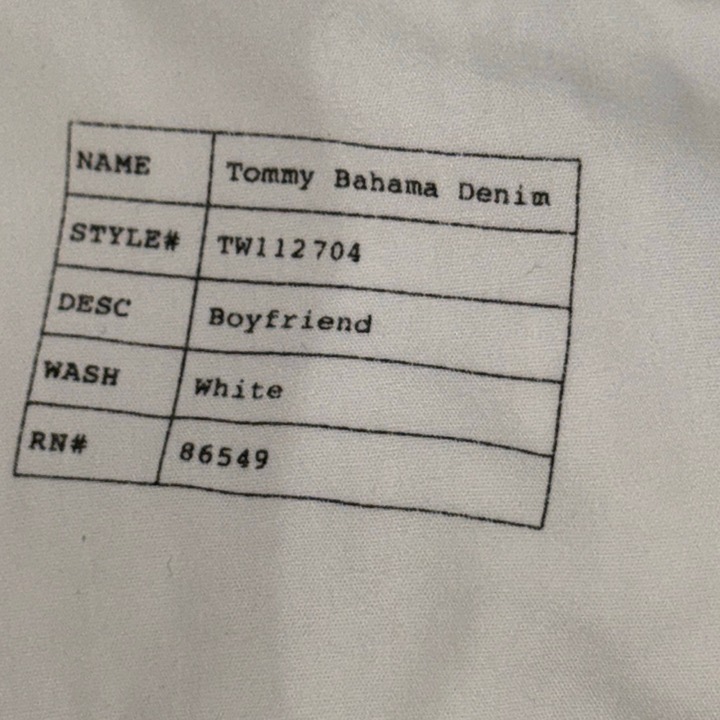 NAME Tommy Bahama Denim
STYLE# TW112704
DESC Boyfriend
WASH White
RN# 86549